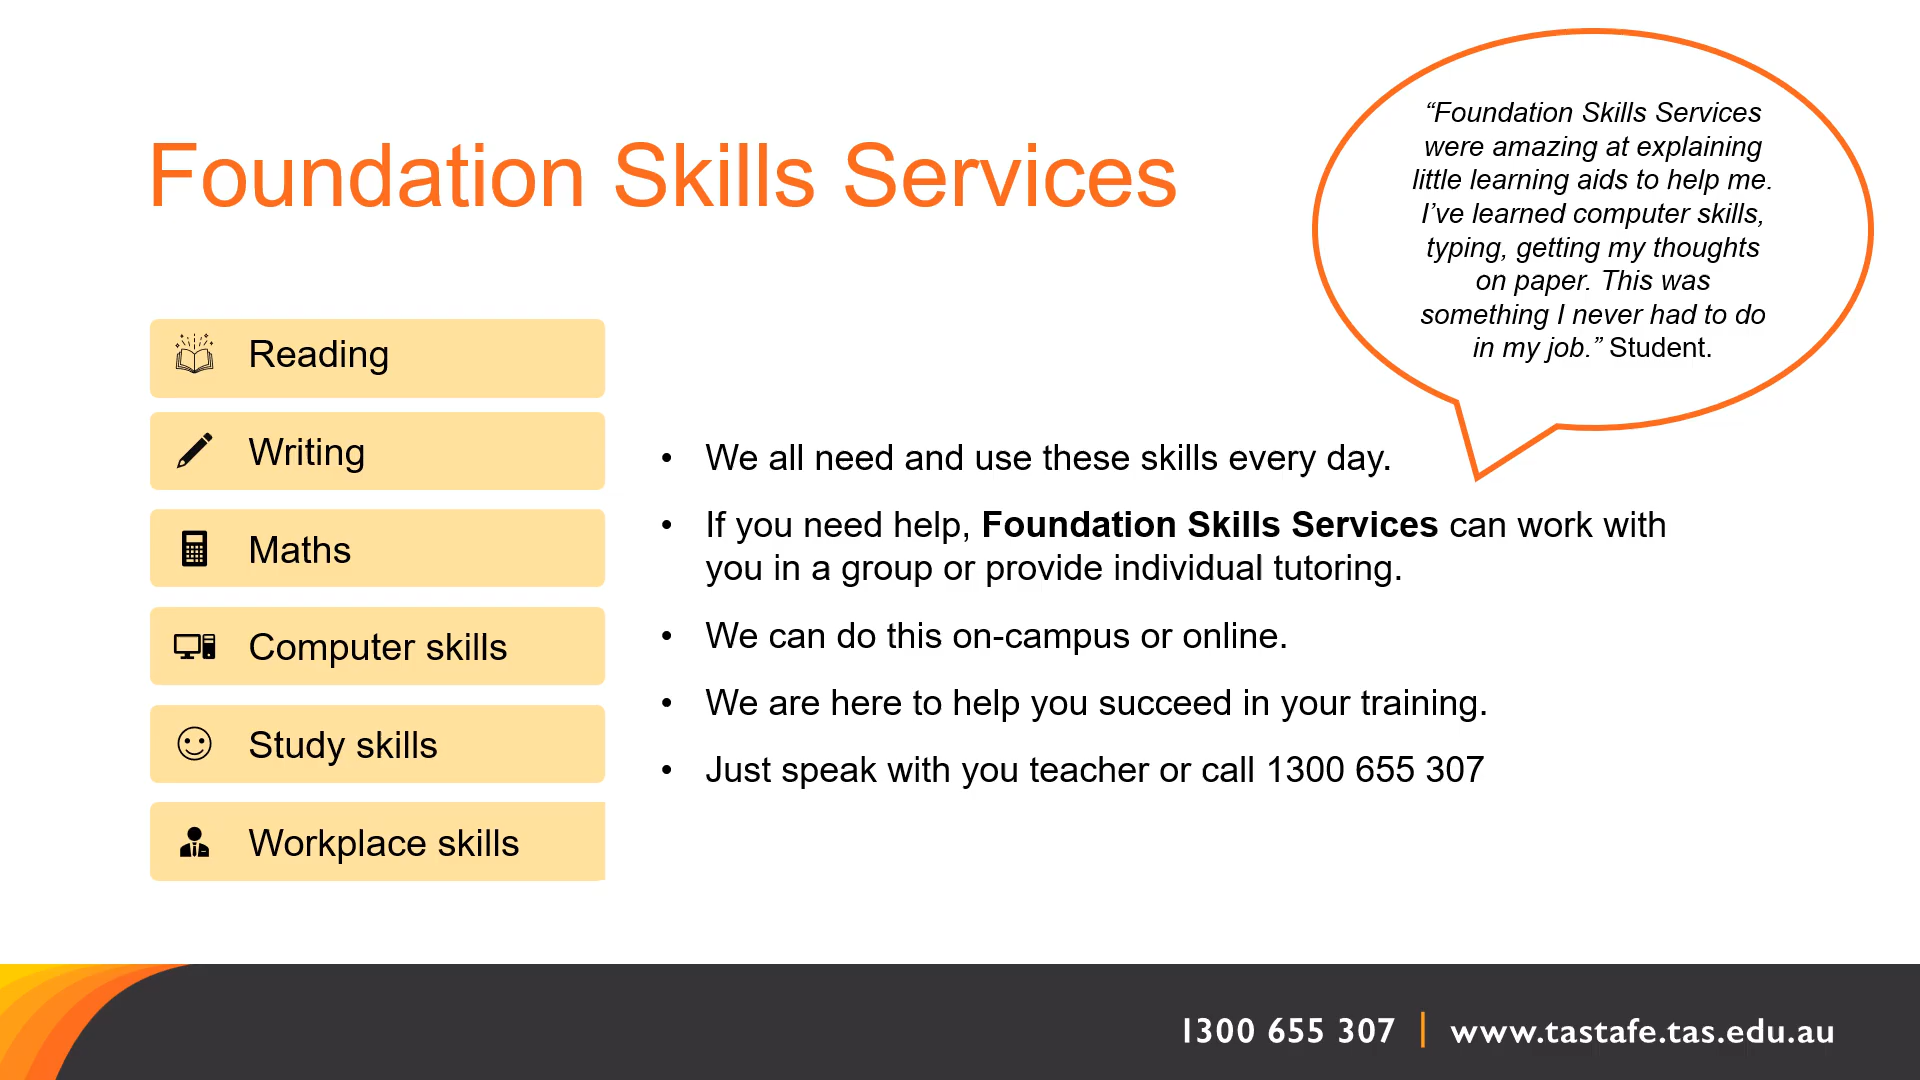 Foundation Skills Services
“Foundation Skills Services
were amazing at explaining
little learning aids to help me.
I’ve learned computer skills,
typing, getting my thoughts
on paper. This was
something I never had to do
in my job.” Student.
Reading
Writing
Maths
Computer skills
Study skills
Workplace skills
• We all need and use these skills every day.
• If you need help, Foundation Skills Services can work with
you in a group or provide individual tutoring.
• We can do this on-campus or online.
• We are here to help you succeed in your training.
• Just speak with you teacher or call 1300 655 307
1300 655 307 | www.tastafe.tas.edu.au